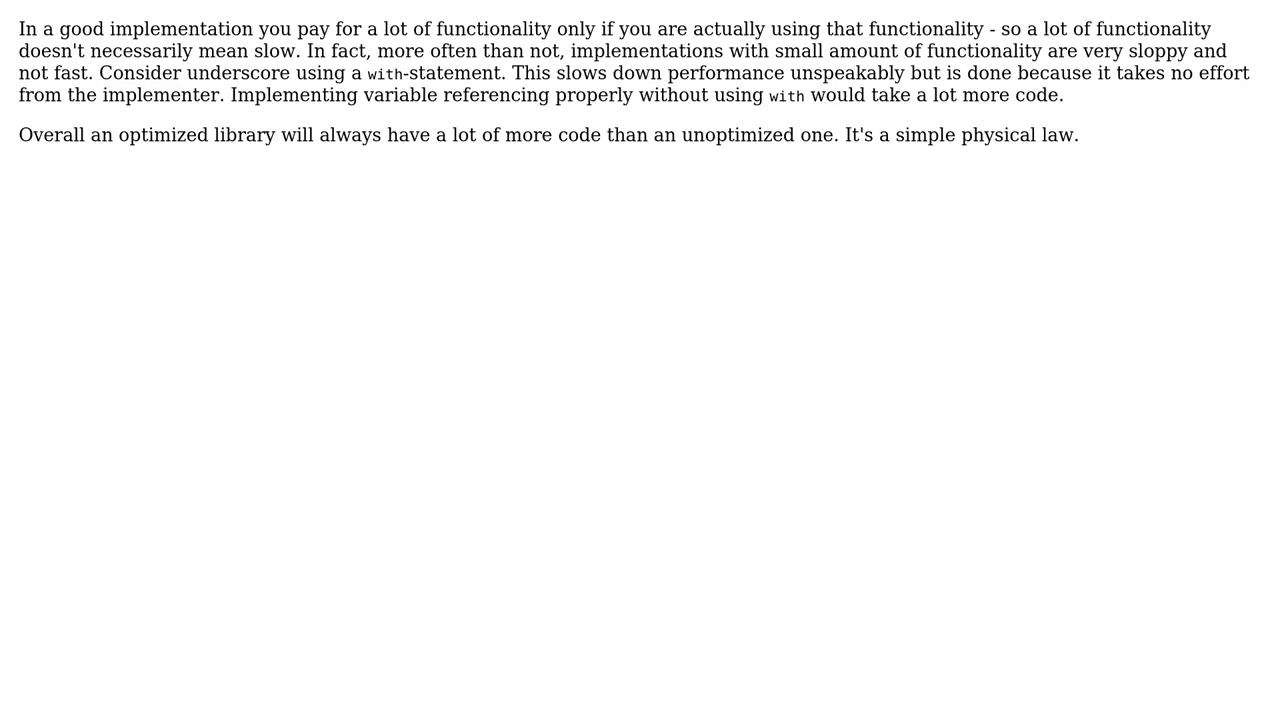 In a good implementation you pay for a lot of functionality only if you are actually using that functionality - so a lot of functionality
doesn't necessarily mean slow. In fact, more often than not, implementations with small amount of functionality are very sloppy and
not fast. Consider underscore using a with-statement. This slows down performance unspeakably but is done because it takes no effort
from the implementer. Implementing variable referencing properly without using with would take a lot more code.
Overall an optimized library will always have a lot of more code than an unoptimized one. It's a simple physical law.